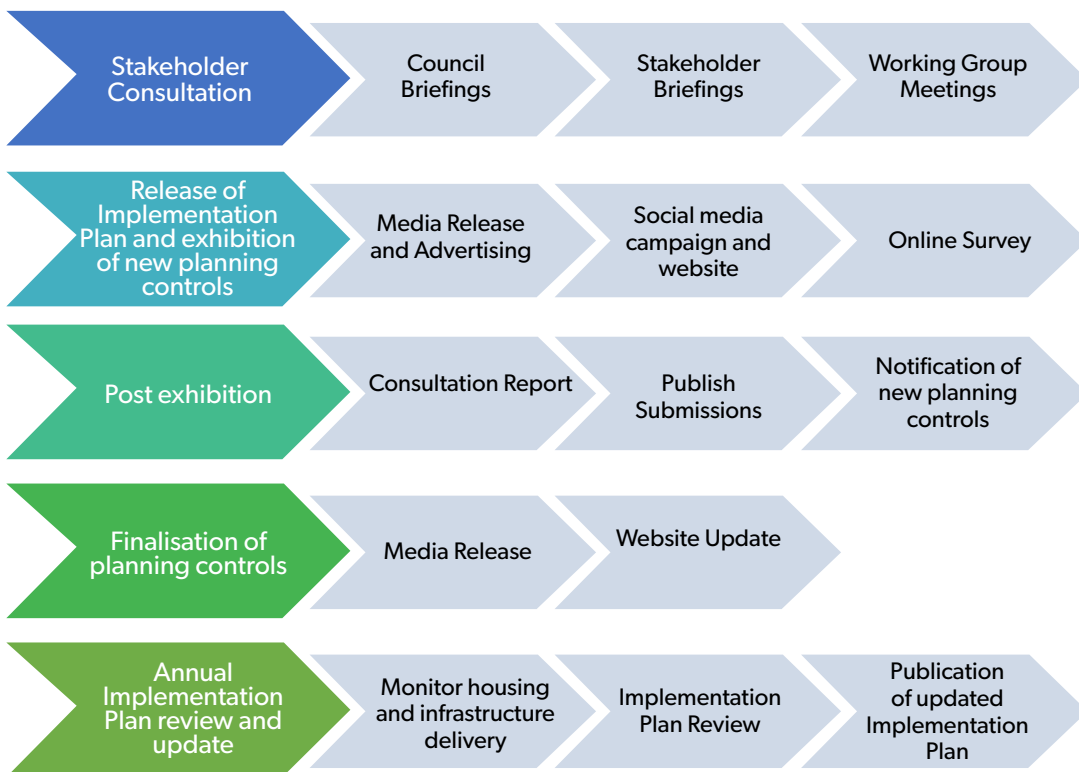 Stakeholder
Consultation
Council
Briefings
Stakeholder
Briefings
Working Group
Meetings
Release of
Implementation
Plan and exhibition
of new planning
controls
Media Release
and Advertising
Social media
campaign and
website
Online Survey
Post exhibition
Consultation Report
Publish
Submissions
Notification of
new planning
controls
Finalisation of
planning controls
Media Release
Website Update
Annual
Implementation
Plan review and
update
Monitor housing
and infrastructure
delivery
Implementation
Plan Review
Publication
of updated
Implementation
Plan